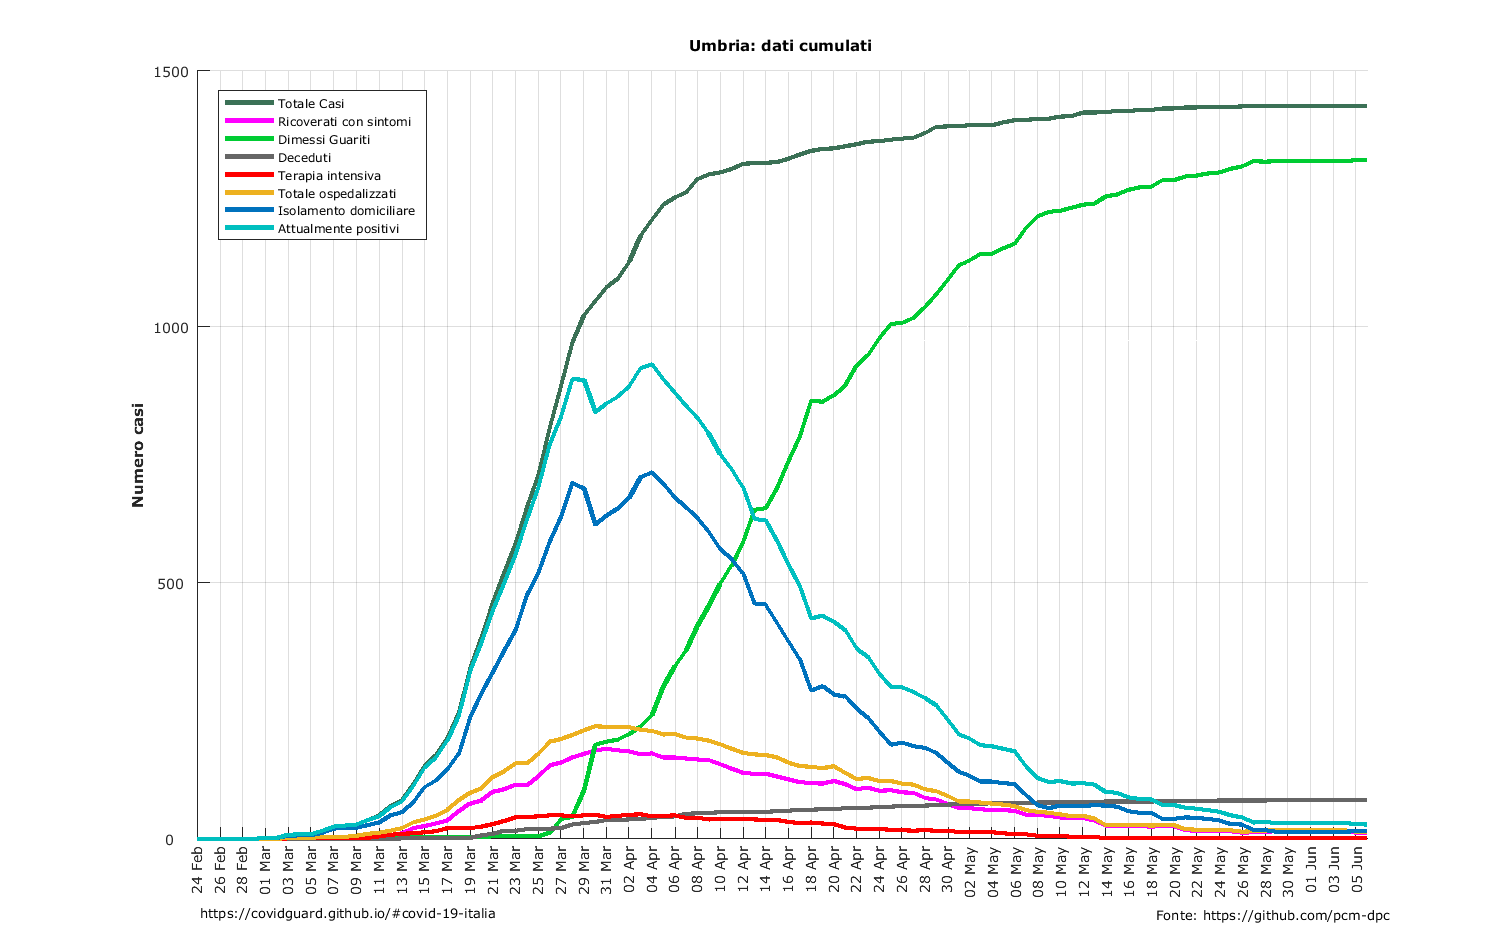 Umbria: dati cumulati
1500
1000
500
0
Numero casi
Totale Casi
Ricoverati con sintomi
Dimessi Guariti
Deceduti
Terapia intensiva
Totale ospedalizzati
Isolamento domiciliare
Attualmente positivi
24 Feb
26 Feb
28 Feb
01 Mar
03 Mar
05 Mar
07 Mar
09 Mar
11 Mar
13 Mar
15 Mar
17 Mar
19 Mar
21 Mar
23 Mar
25 Mar
27 Mar
29 Mar
31 Mar
02 Apr
04 Apr
06 Apr
08 Apr
10 Apr
12 Apr
14 Apr
16 Apr
18 Apr
20 Apr
22 Apr
24 Apr
26 Apr
28 Apr
30 Apr
02 May
04 May
06 May
08 May
10 May
12 May
14 May
16 May
18 May
20 May
22 May
24 May
26 May
28 May
30 May
01 Jun
03 Jun
05 Jun
https://covidguard.github.io/#covid-19-italia
Fonte: https://github.com/pcm-dpc